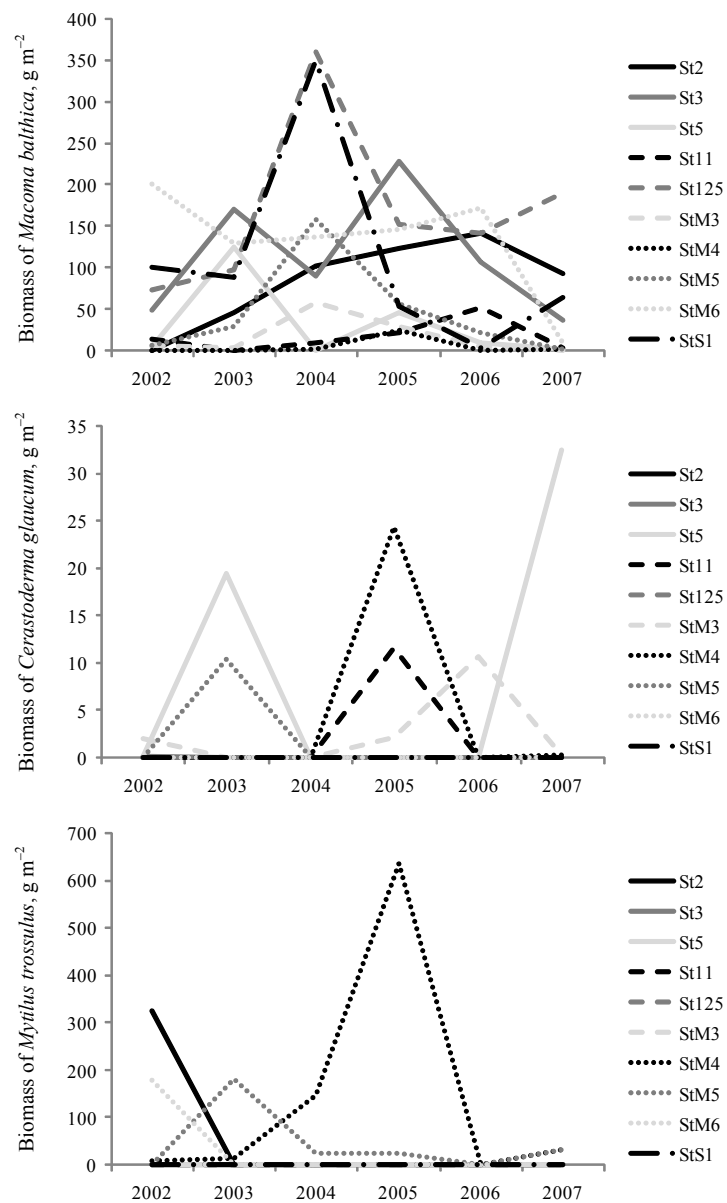 Biomass of Macoma balthica, g m⁻²
400
350
300
250
200
150
100
50
0
2002 2003 2004 2005 2006 2007
St2
St3
St5
St11
St125
StM3
StM4
StM5
StM6
StS1
Biomass of Cerastoderma glaucum, g m⁻²
35
30
25
20
15
10
5
0
2002 2003 2004 2005 2006 2007
St2
St3
St5
St11
St125
StM3
StM4
StM5
StM6
StS1
Biomass of Mytilus trossulus, g m⁻²
700
600
500
400
300
200
100
0
2002 2003 2004 2005 2006 2007
St2
St3
St5
St11
St125
StM3
StM4
StM5
StM6
StS1